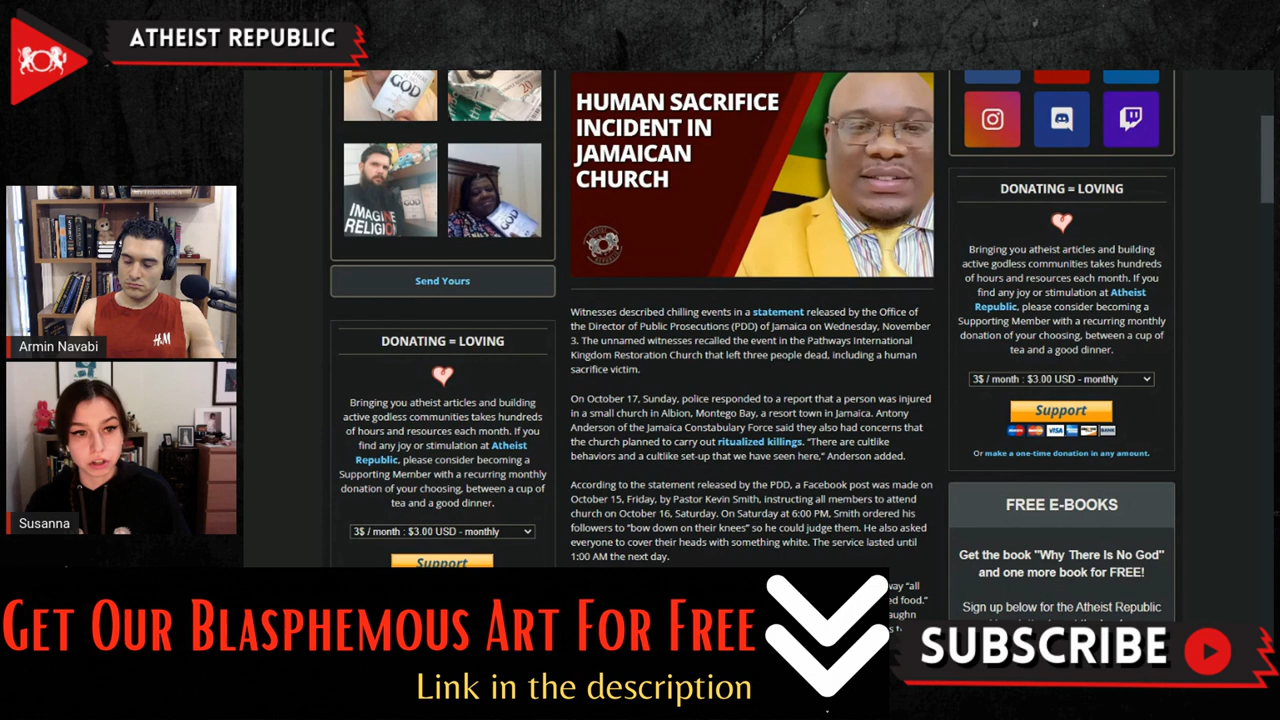 ATHEIST REPUBLIC
Armin Navabi
Susanna
GOD
IMAGINE
RELIGIO
GOD
H&M
Send Yours
DONATING = LOVING
Bringing you atheist articles and building
active godless communities takes hundreds
of hours and resources each month. If you
find any joy or stimulation at Atheist
Republic, please consider becoming a
Supporting Member with a recurring monthly
donation of your choosing, between a cup of
tea and a good dinner.
3$ / month : $3.00 USD - monthly
Support
HUMAN SACRIFICE
INCIDENT IN
JAMAICAN
CHURCH
Witnesses described chilling events in a statement released by the Office of
the Director of Public Prosecutions (PDD) of Jamaica on Wednesday, November
3. The unnamed witnesses recalled the event in the Pathways International
Kingdom Restoration Church that left three people dead, including a human
sacrifice victim.
On October 17, Sunday, police responded to a report that a person was injured
in a small church in Albion, Montego Bay, a resort town in Jamaica. Antony
Anderson of the Jamaica Constabulary Force said they also had concerns that
the church planned to carry out ritualized killings. "There are cultlike
behaviors and a cultlike set-up that we have seen here," Anderson added.
According to the statement released by the PDD, a Facebook post was made on
October 15, Friday, by Pastor Kevin Smith, instructing all members to attend
church on October 16, Saturday. On Saturday at 6:00 PM, Smith ordered his
followers to "bow down on their knees" so he could judge them. He also asked
everyone to cover their heads with something white. The service lasted until
1:00 AM the next day.
way "all
ed food."
aughn
DONATING = LOVING
Bringing you atheist articles and building
active godless communities takes hundreds
of hours and resources each month. If you
find any joy or stimulation at Atheist
Republic, please consider becoming a
Supporting Member with a recurring monthly
donation of your choosing, between a cup of
tea and a good dinner.
3$ / month : $3.00 USD - monthly
Support
VISA
BANK
Or make a one-time donation in any amount.
FREE E-BOOKS
Get the book "Why There Is No God"
and one more book for FREE!
Sign up below for the Atheist Republic
GET OUR BLASPHEMOUS ART FOR FREE
Link in the description
SUBSCRIBE